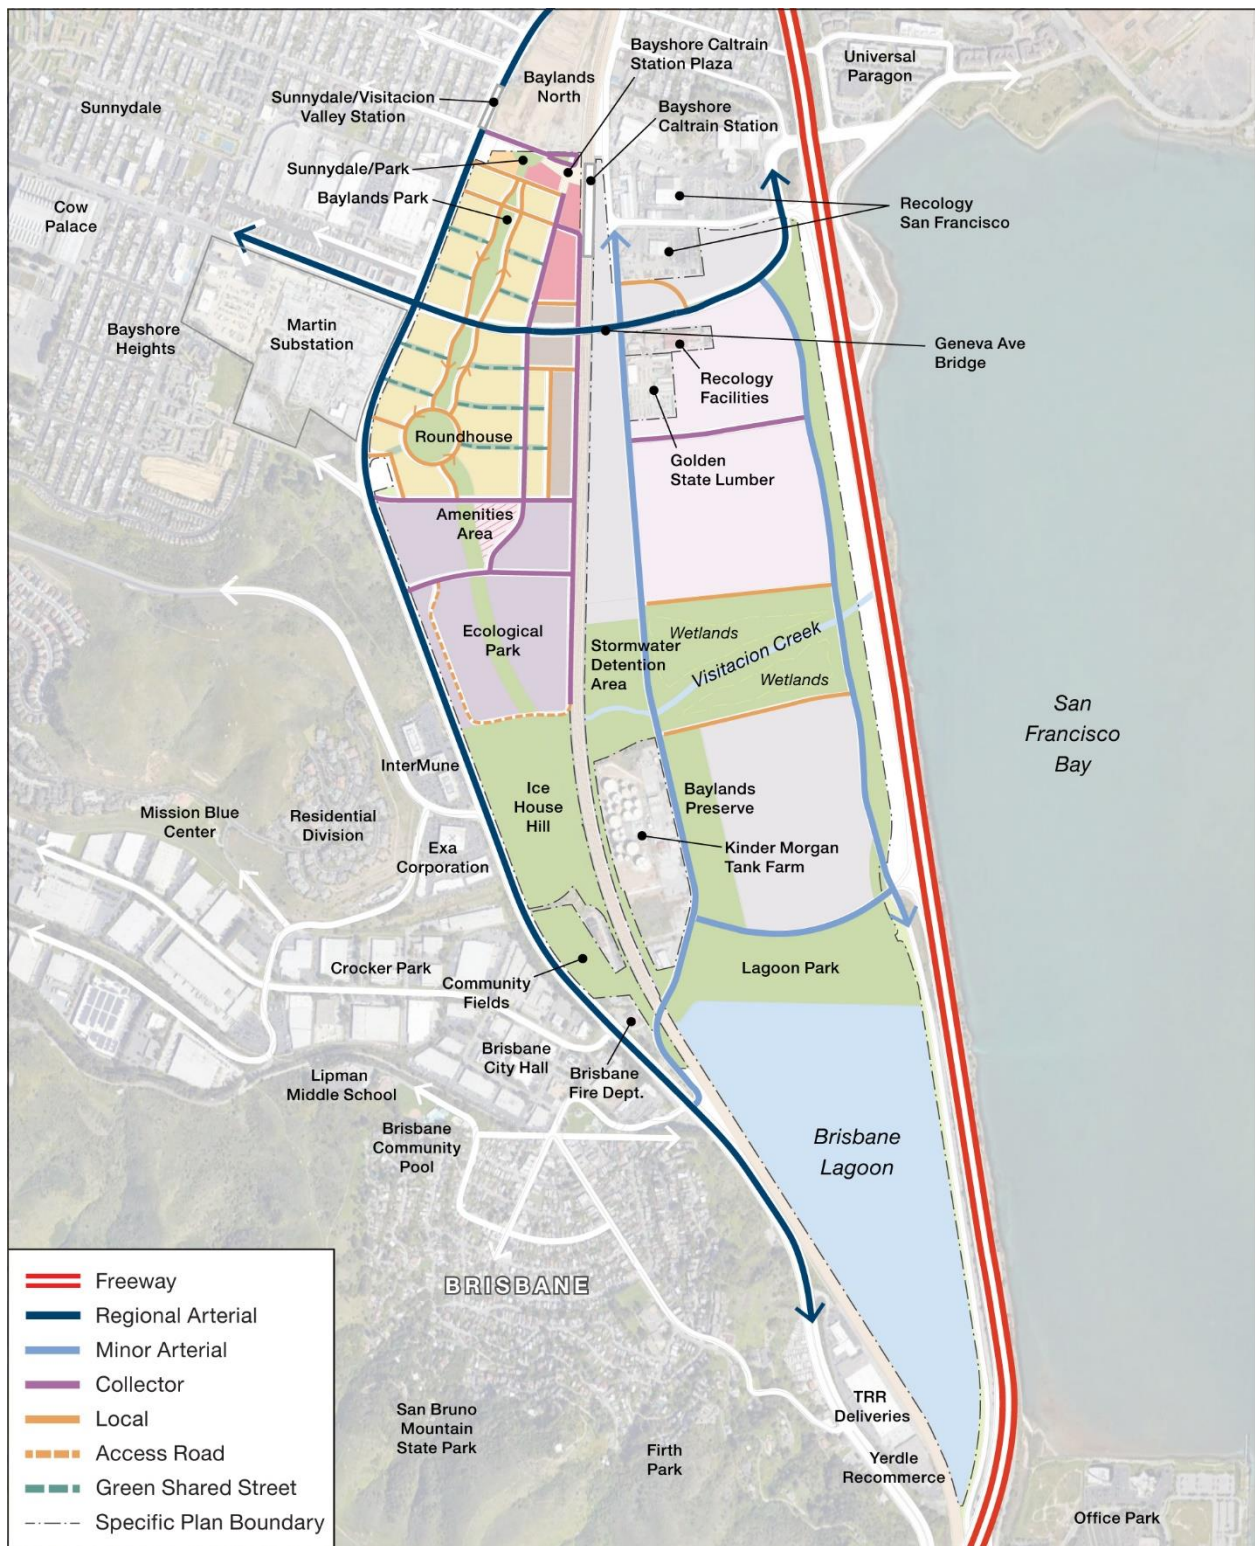 Universal
Paragon
Bayshore Caltrain
Station Plaza
Baylands
North
Sunnydale
Sunnydale/Visitacion
Valley Station
Bayshore
Caltrain Station
Sunnydale/Park
Baylands Park
Cow
Palace
Recology
San Francisco
Bayshore
Heights
Martin
Substation
Geneva Ave
Bridge
Recology
Facilities
Roundhouse
Golden
State Lumber
Amenities
Area
Ecological
Park
Stormwater
Detention
Area
Wetlands
Visitacion Creek
Wetlands
San
Francisco
Bay
InterMune
Ice
House
Hill
Baylands
Preserve
Mission Blue
Center
Residential
Division
Exa
Corporation
Kinder Morgan
Tank Farm
Crocker Park
Community
Fields
Lagoon Park
Brisbane
City Hall
Brisbane
Fire Dept.
Lipman
Middle School
Brisbane
Community
Pool
Brisbane
Lagoon
BRISBANE
San Bruno
Mountain
State Park
Firth
Park
TRR
Deliveries
Yerdle
Recommerce
Office Park
Freeway
Regional Arterial
Minor Arterial
Collector
Local
Access Road
Green Shared Street
Specific Plan Boundary